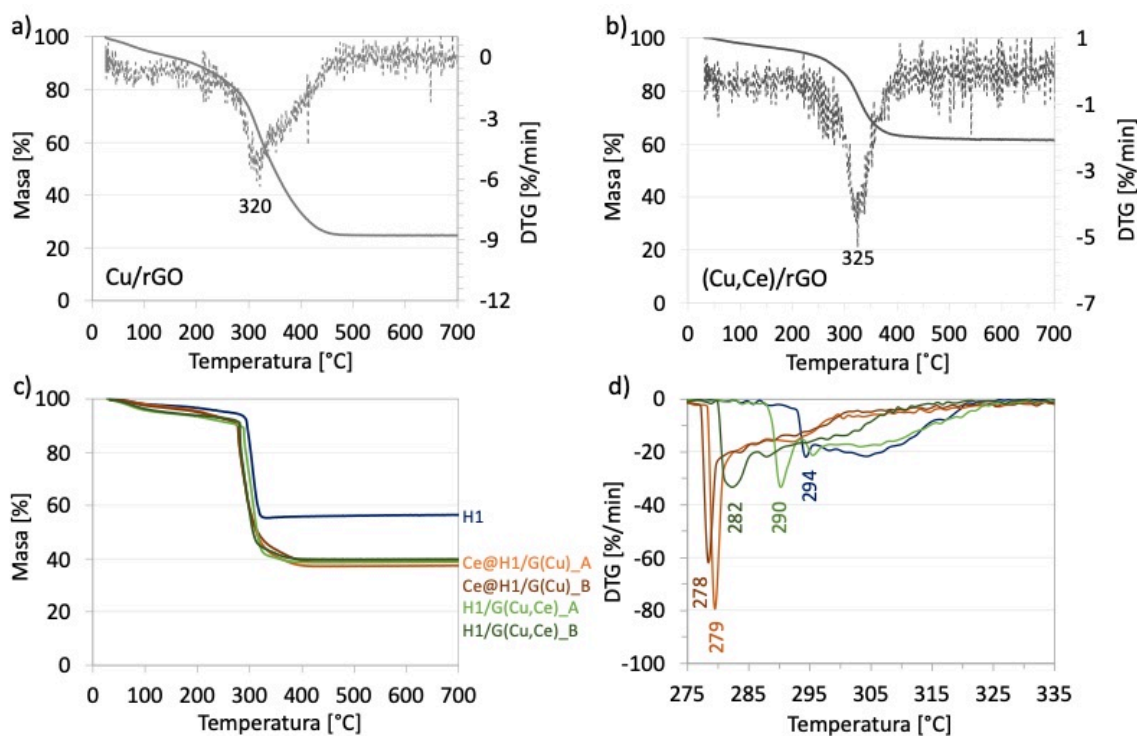 a)
100
80
60
40
20
0
Masa [%]
0
-3
-6
-9
-12
DTG [%/min]
320
Cu/rGO
0 100 200 300 400 500 600 700
Temperatura [°C]
b)
100
80
60
40
20
0
Masa [%]
1
-1
-3
-5
-7
DTG [%/min]
325
(Cu,Ce)/rGO
0 100 200 300 400 500 600 700
Temperatura [°C]
c)
100
80
60
40
20
0
Masa [%]
H1
Ce@H1/G(Cu)_A
Ce@H1/G(Cu)_B
H1/G(Cu,Ce)_A
H1/G(Cu,Ce)_B
0 100 200 300 400 500 600 700
Temperatura [°C]
d)
0
-20
-40
-60
-80
-100
DTG [%/min]
278
279
282
290
294
275 285 295 305 315 325 335
Temperatura [°C]